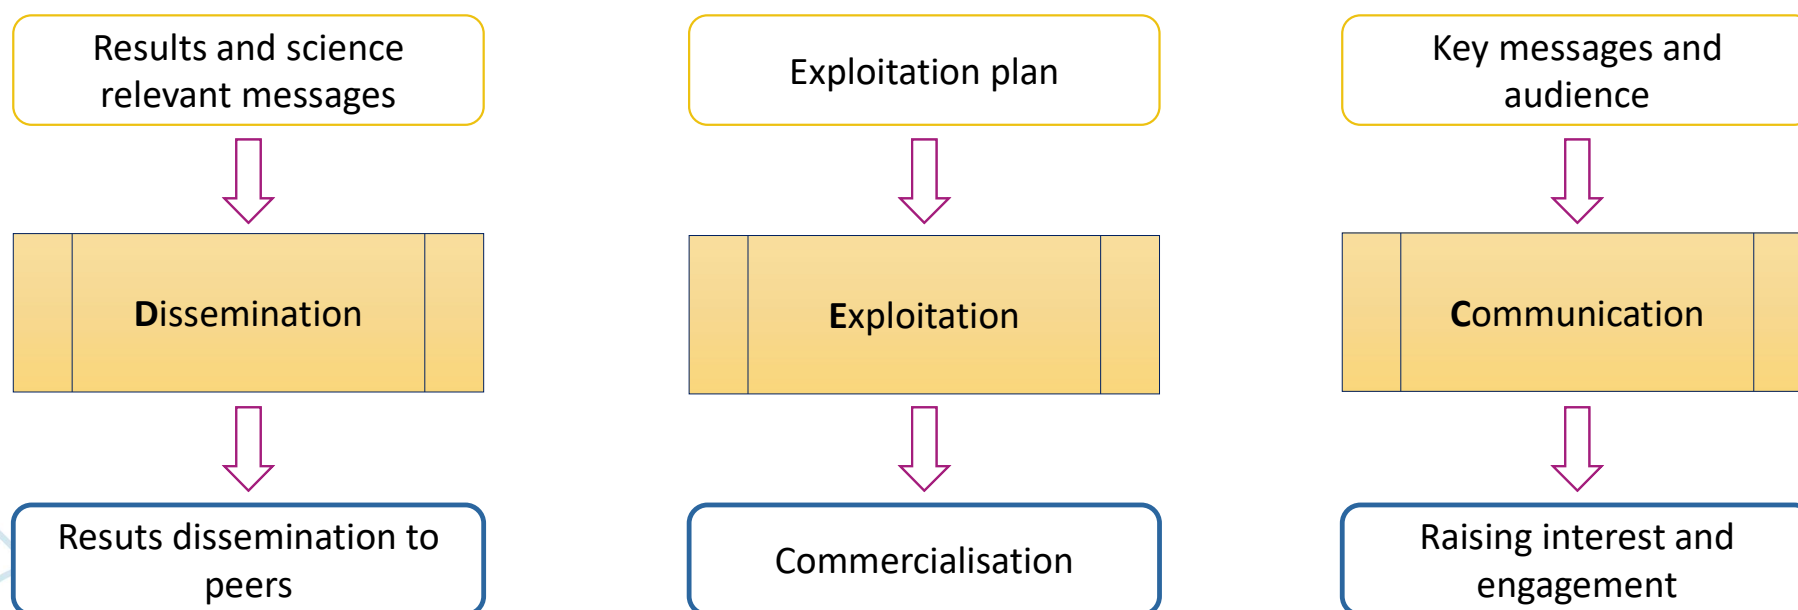 Results and science
relevant messages
Exploitation plan
Key messages and
audience
Dissemination
Exploitation
Communication
Resuts dissemination to
peers
Commercialisation
Raising interest and
engagement